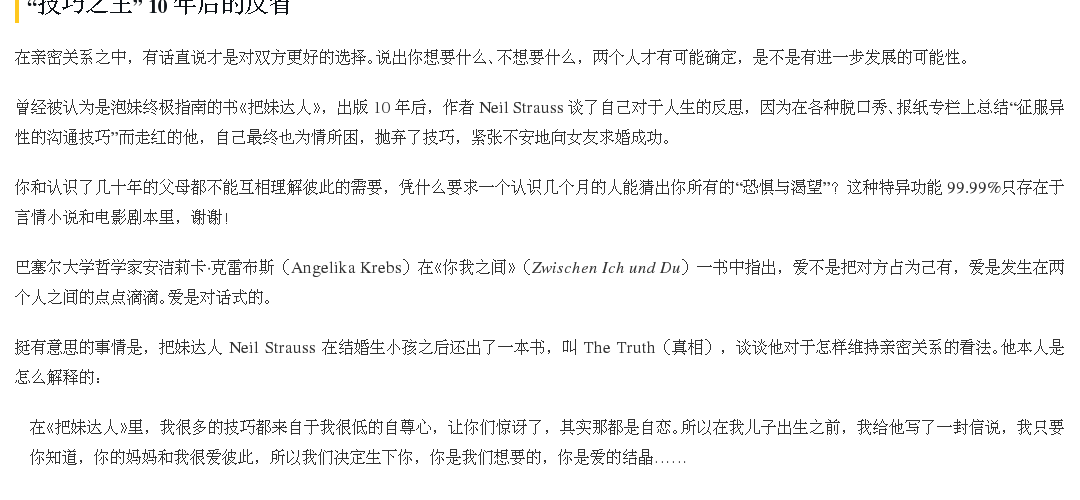 “技巧之王” 10 年后的反省
在亲密关系之中，有话直说才是对双方更好的选择。说出你想要什么、不想要什么，两个人才有可能确定，是不是有进一步发展的可能性。
曾经被认为是泡妹终极指南的书《把妹达人》，出版 10 年后，作者 Neil Strauss 谈了自己对于人生的反思，因为在各种脱口秀、报纸专栏上总结“征服异
性的沟通技巧”而走红的他，自己最终也为情所困，抛弃了技巧，紧张不安地向女友求婚成功。
你和认识了几十年的父母都不能互相理解彼此的需要，凭什么要求一个认识几个月的人能猜出你所有的“恐惧与渴望”？这种特异功能 99.99%只存在于
言情小说和电影剧本里，谢谢！
巴塞尔大学哲学家安洁莉卡·克雷布斯（Angelika Krebs）在《你我之间》（Zwischen Ich und Du）一书中指出，爱不是把对方占为己有，爱是发生在两
个人之间的点点滴滴。爱是对话式的。
挺有意思的事情是，把妹达人 Neil Strauss 在结婚生小孩之后还出了一本书，叫 The Truth（真相），谈谈他对于怎样维持亲密关系的看法。他本人是
怎么解释的：
在《把妹达人》里，我很多的技巧都来自于我很低的自尊心，让你们惊讶了，其实那都是自恋。所以在我儿子出生之前，我给他写了一封信说，我只要
你知道，你的妈妈和我很爱彼此，所以我们决定生下你，你是我们想要的，你是爱的结晶……